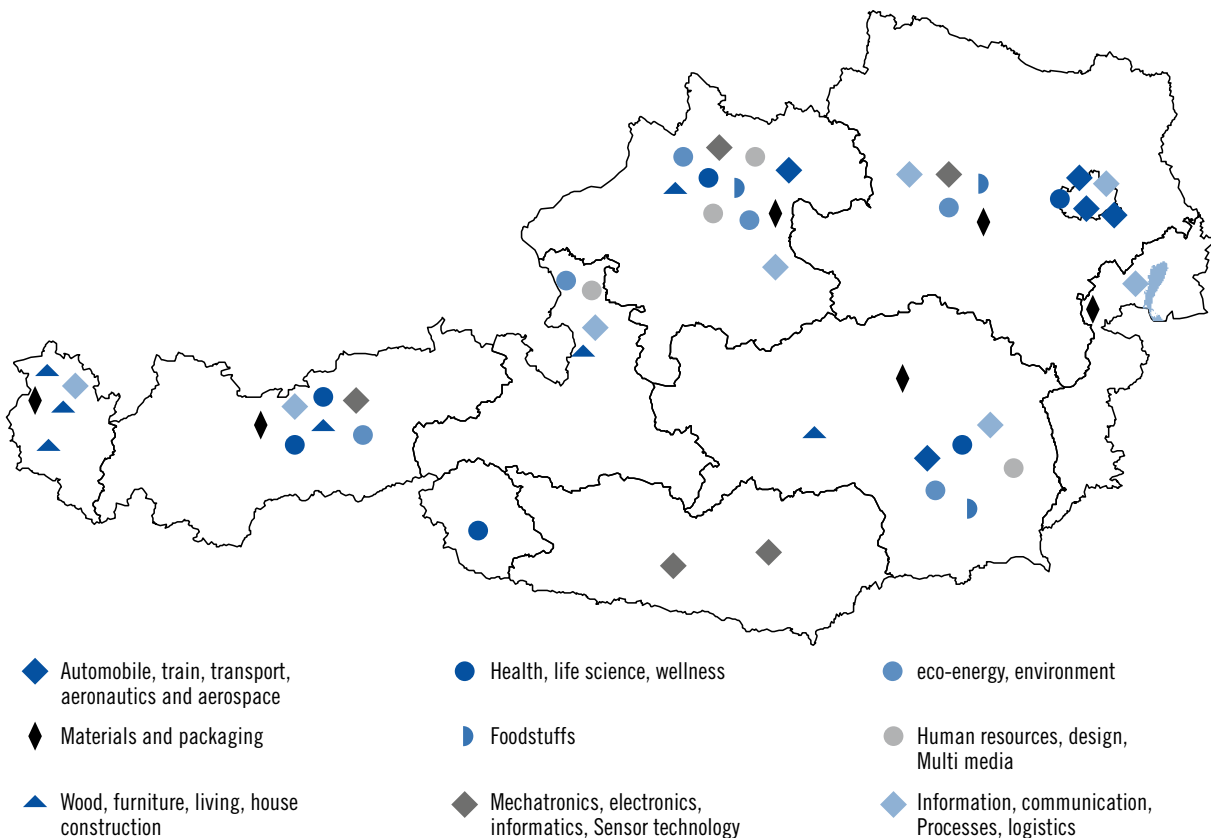 Automobile, train, transport,
aeronautics and aerospace
Health, life science, wellness
eco-energy, environment
Materials and packaging
Foodstuffs
Human resources, design,
Multi media
Wood, furniture, living, house
construction
Mechatronics, electronics,
informatics, Sensor technology
Information, communication,
Processes, logistics